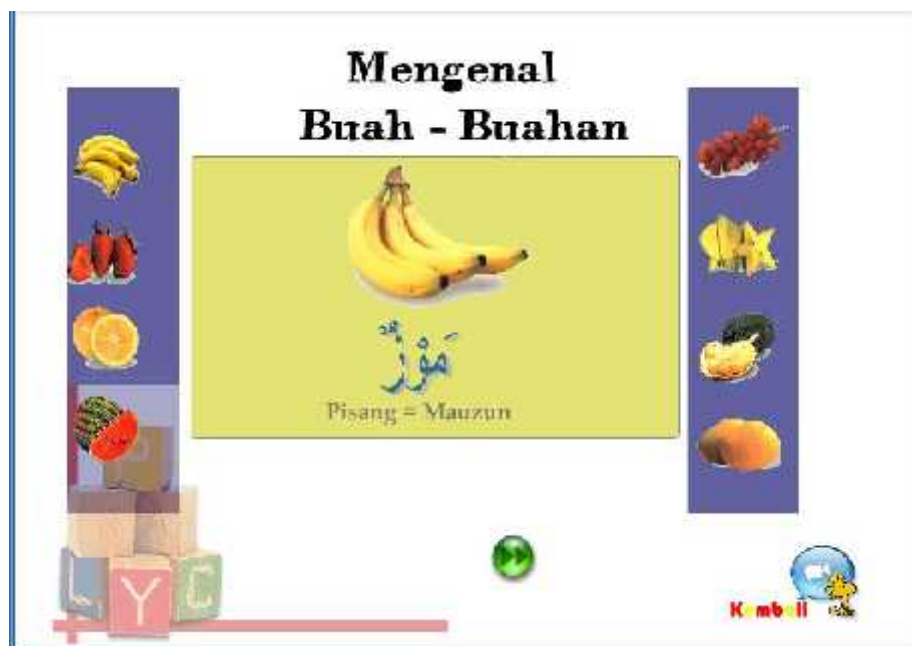 Mengenal
Buah - Buahan
مَوْزٌ
Pisang = Mauzun
L Y C
Kembali